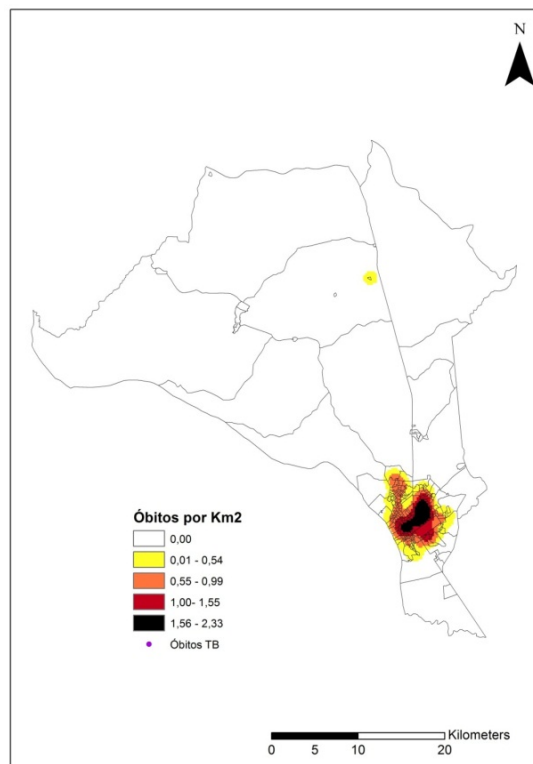 N
Óbitos por Km2
0,00
0,01 - 0,54
0,55 - 0,99
1,00- 1,55
1,56 - 2,33
Óbitos TB
Kilometers
0 5 10 20